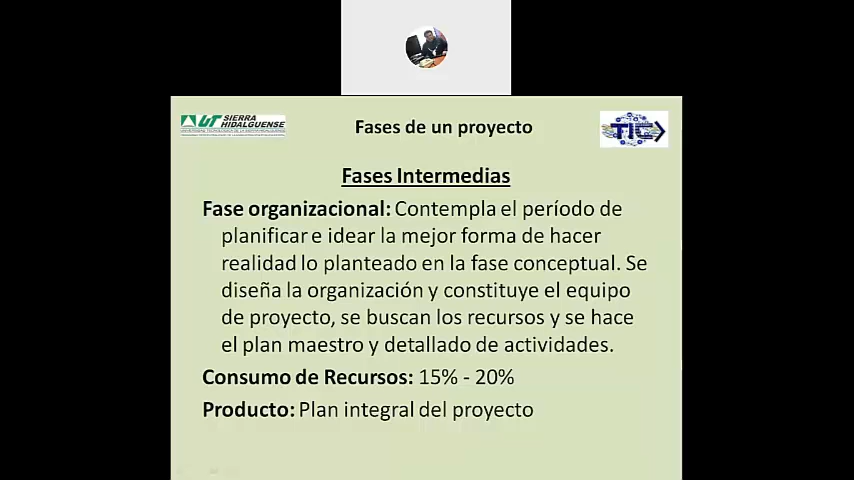 UT SIERRA
HIDALGUENSE
Fases de un proyecto
TIC
Fases Intermedias
Fase organizacional: Contempla el período de
planificar e idear la mejor forma de hacer
realidad lo planteado en la fase conceptual. Se
diseña la organización y constituye el equipo
de proyecto, se buscan los recursos y se hace
el plan maestro y detallado de actividades.
Consumo de Recursos: 15% - 20%
Producto: Plan integral del proyecto